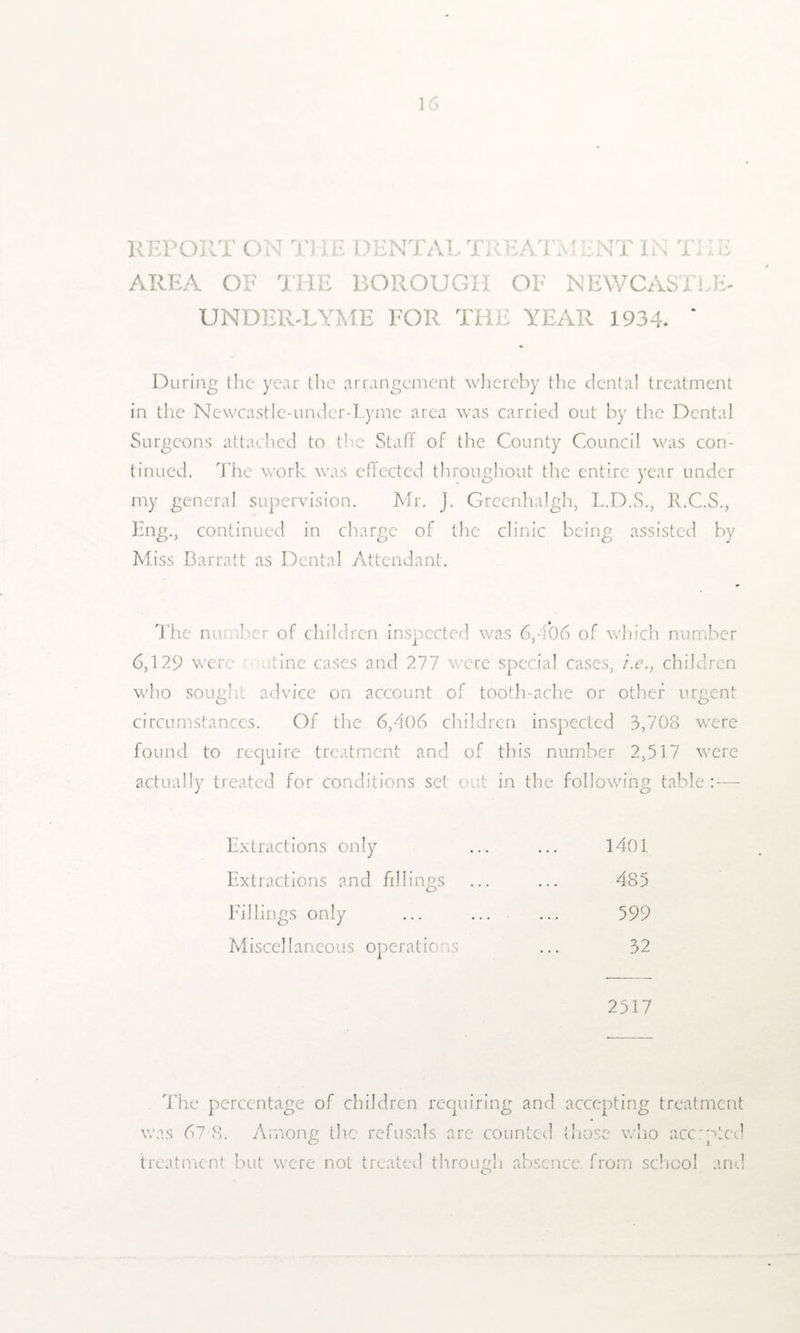 16
REPORT ON THE DENTAL TREATMENT IN THE
AREA OF THE BOROUGH OF NEWCASTLE-
UNDER-LYME FOR THE YEAR 1934.
During the year the arrangement whereby the dental treatment
in the Newcastle-under-Lyme area was carried out by the Dental
Surgeons attached to the Staff of the County Council was con-
tinued. The work was effected throughout the entire year under
my general supervision. Mr. J. Greenhalgh, L.D.S., R.C.S.,
Eng., continued in charge of the clinic being assisted by
Miss Barratt as Dental Attendant.
The number of children inspected was 6,406 of which number
6,129 were routine cases and 277 were special cases, i.e., children
who sought advice on account of tooth-ache or other urgent
circumstances. Of the 6,406 children inspected 3,708 were
found to require treatment and of this number 2,517 were
actually treated for conditions set out in the following table :—
Extractions only ... ... 1401
Extractions and fillings ... ... 485
Fillings only ... ... ... 599
Miscellaneous operations ... 32
2517
The percentage of children requiring and accepting treatment
was 67·8. Among the refusals are counted those who accepted
treatment but were not treated through absence from school and